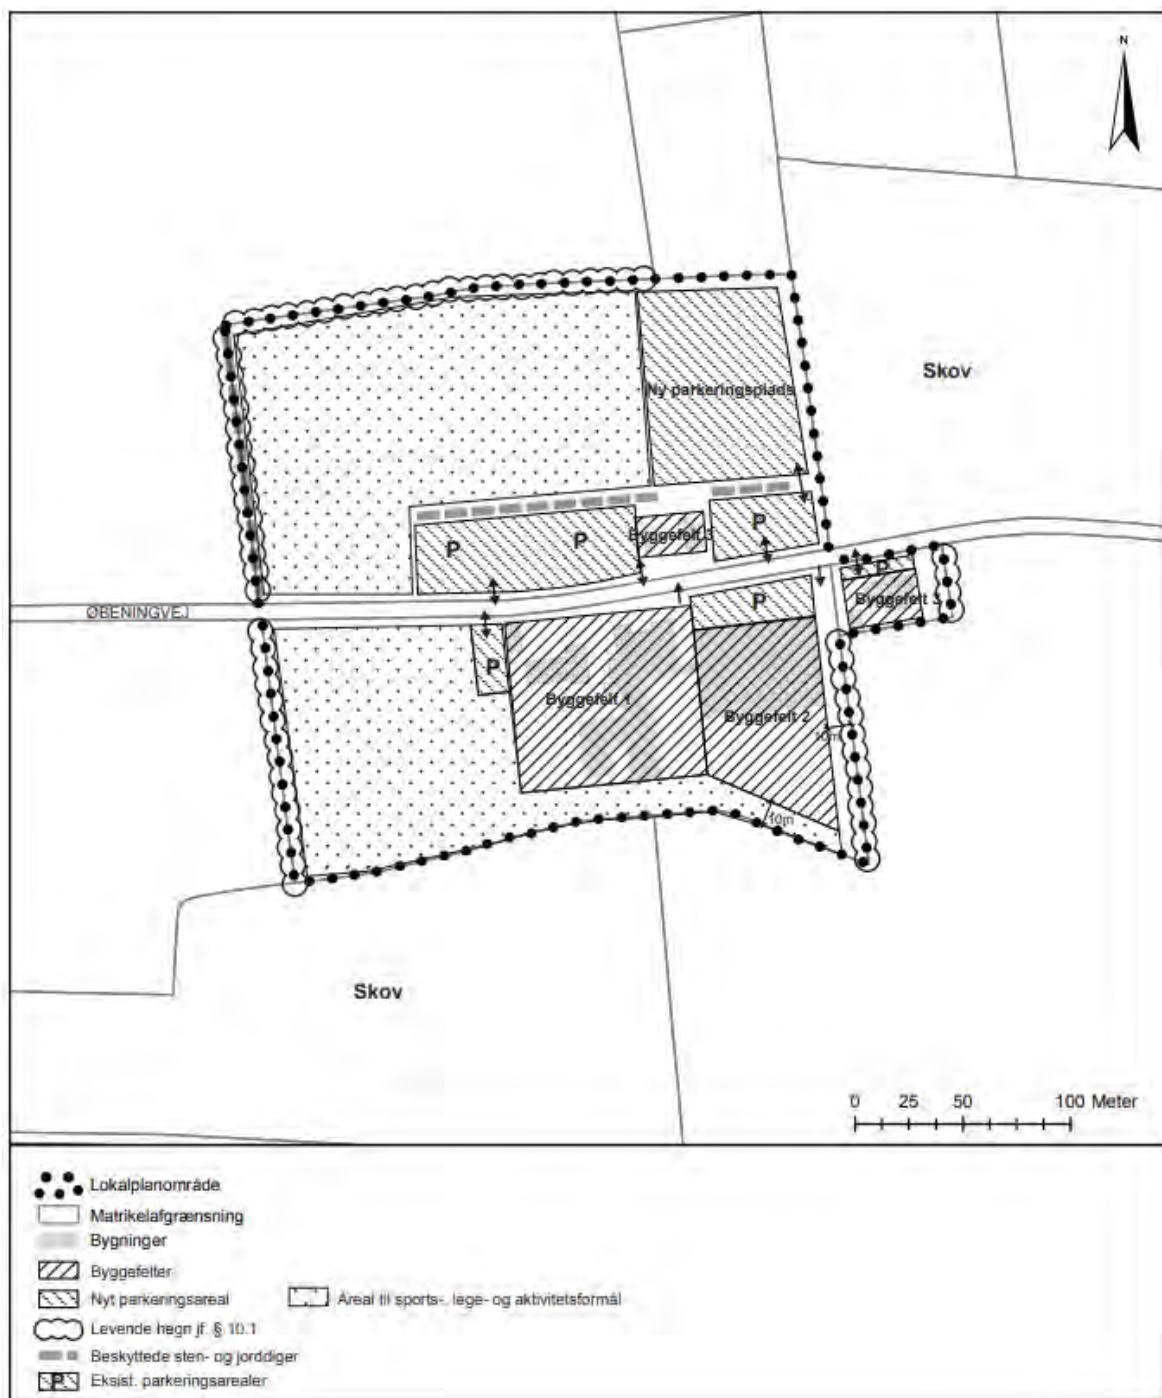 N
Skov
Ny parkeringsplads
P
P
Byggefelt 3
P
P
Byggefelt 3
ØBENINGVEJ
P
P
Byggefelt 1
Byggefelt 2
10m
10m
Skov
0 25 50 100 Meter
Lokalplanområde
Matrikelafgrænsning
Bygninger
Byggefelter
Nyt parkeringsareal
Areal til sports-, lege- og aktivitetsformål
Levende hegn jf. § 10.1
Beskyttede sten- og jorddiger
P Eksist. parkeringsarealer